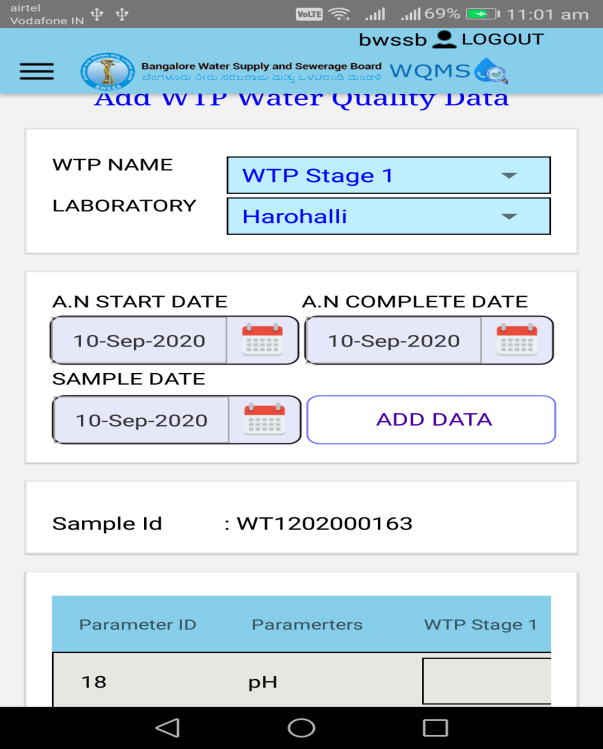 airtel
Vodafone IN
VoLTE 69% 11:01 am
bwssb LOGOUT
Bangalore Water Supply and Sewerage Board
ಬೆಂಗಳೂರು ನೀರು ಸರಬರಾಜು ಮತ್ತು ಒಳಚರಂಡಿ ಮಂಡಳಿ
WQMS
Add WTP Water Quality Data
WTP NAME WTP Stage 1
LABORATORY Harohalli
A.N START DATE A.N COMPLETE DATE
10-Sep-2020 10-Sep-2020
SAMPLE DATE
10-Sep-2020 ADD DATA
Sample Id : WT1202000163
Parameter ID Paramerters WTP Stage 1
18 pH